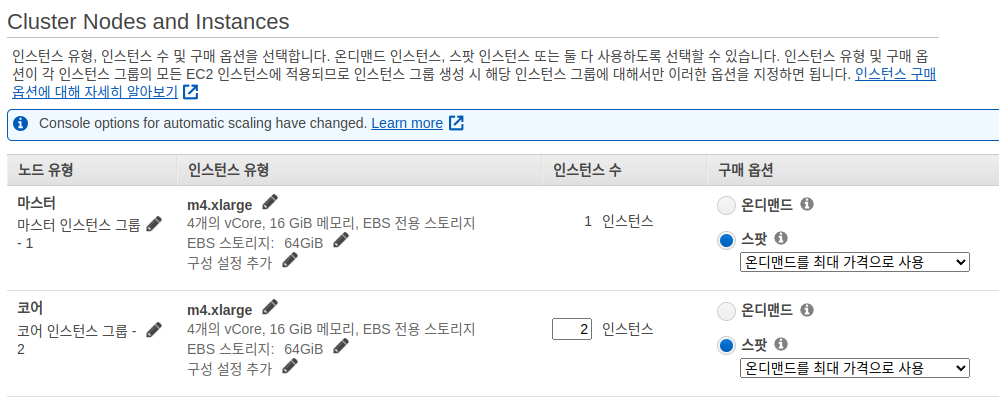 Cluster Nodes and Instances
인스턴스 유형, 인스턴스 수 및 구매 옵션을 선택합니다. 온디맨드 인스턴스, 스팟 인스턴스 또는 둘 다 사용하도록 선택할 수 있습니다. 인스턴스 유형 및 구매 옵
션이 각 인스턴스 그룹의 모든 EC2 인스턴스에 적용되므로 인스턴스 그룹 생성 시 해당 인스턴스 그룹에 대해서만 이러한 옵션을 지정하면 됩니다. 인스턴스 구매
옵션에 대해 자세히 알아보기
Console options for automatic scaling have changed. Learn more
노드 유형 인스턴스 유형 인스턴스 수 구매 옵션
마스터
마스터 인스턴스 그룹
- 1
m4.xlarge
4개의 vCore, 16 GiB 메모리, EBS 전용 스토리지
EBS 스토리지: 64GiB
구성 설정 추가
1 인스턴스
온디맨드
스팟
온디맨드를 최대 가격으로 사용
코어
코어 인스턴스 그룹 -
2
m4.xlarge
4개의 vCore, 16 GiB 메모리, EBS 전용 스토리지
EBS 스토리지: 64GiB
구성 설정 추가
2 인스턴스
온디맨드
스팟
온디맨드를 최대 가격으로 사용